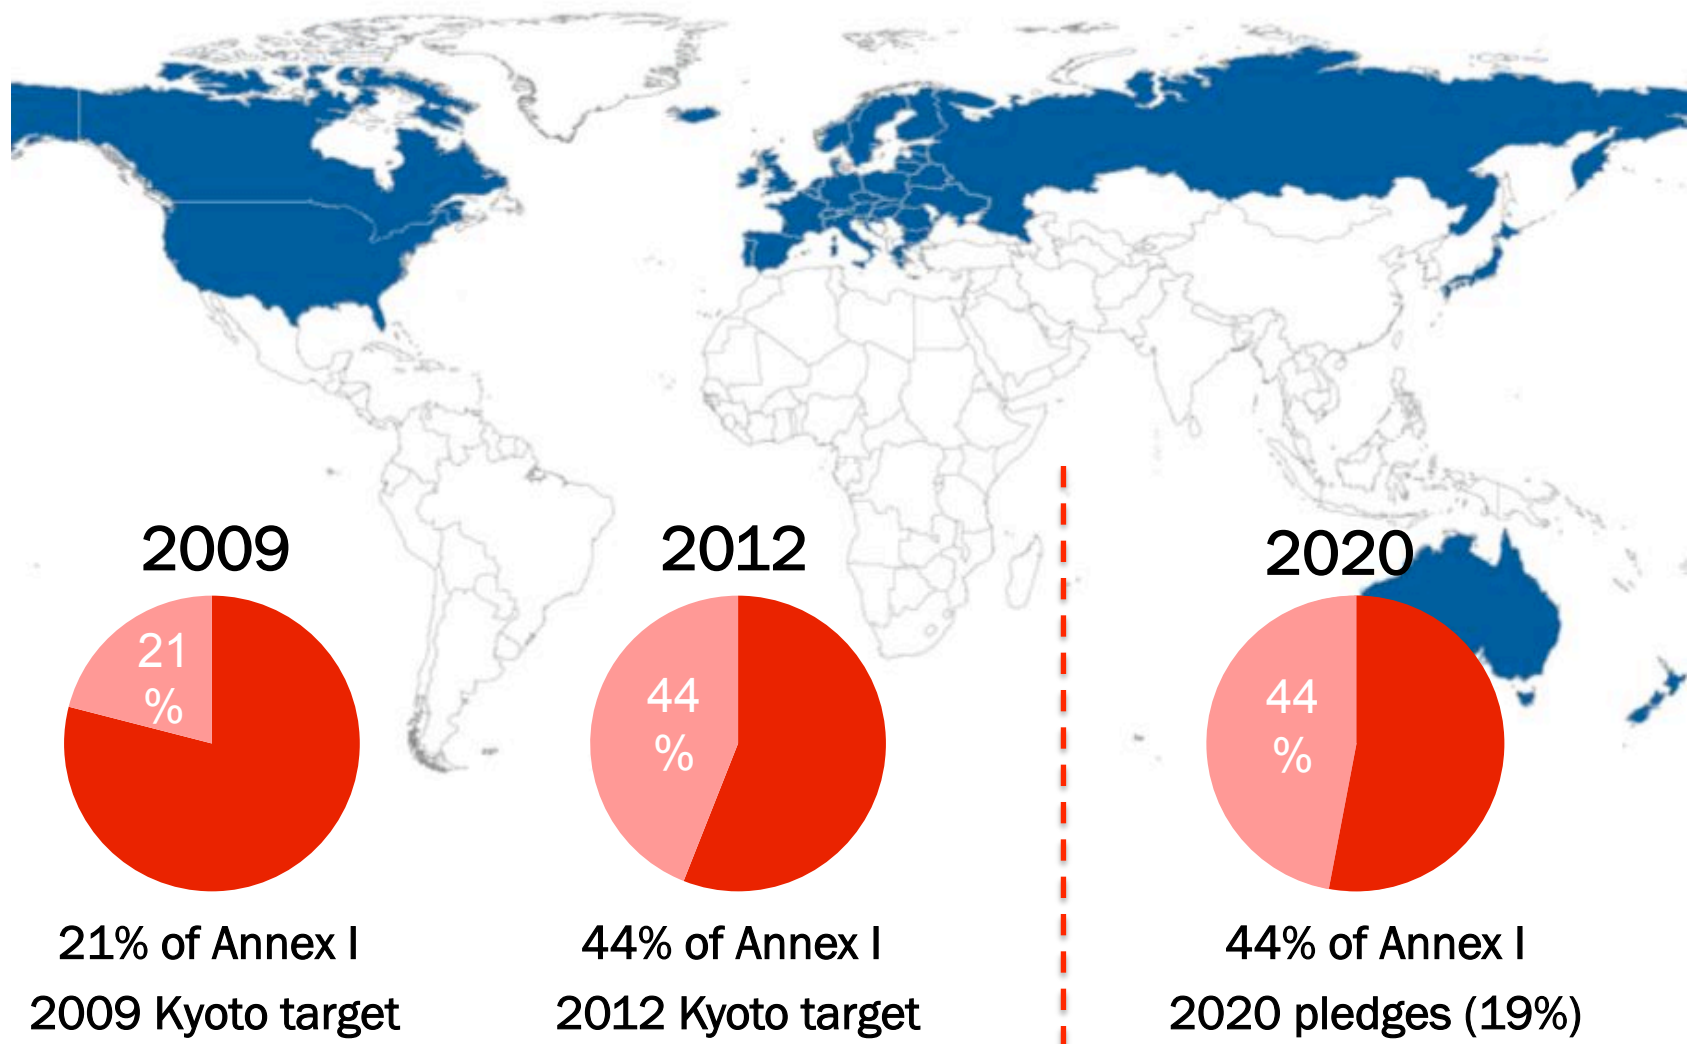 2009
2012
2020
21
%
44
%
44
%
21% of Annex I
2009 Kyoto target
44% of Annex I
2012 Kyoto target
44% of Annex I
2020 pledges (19%)